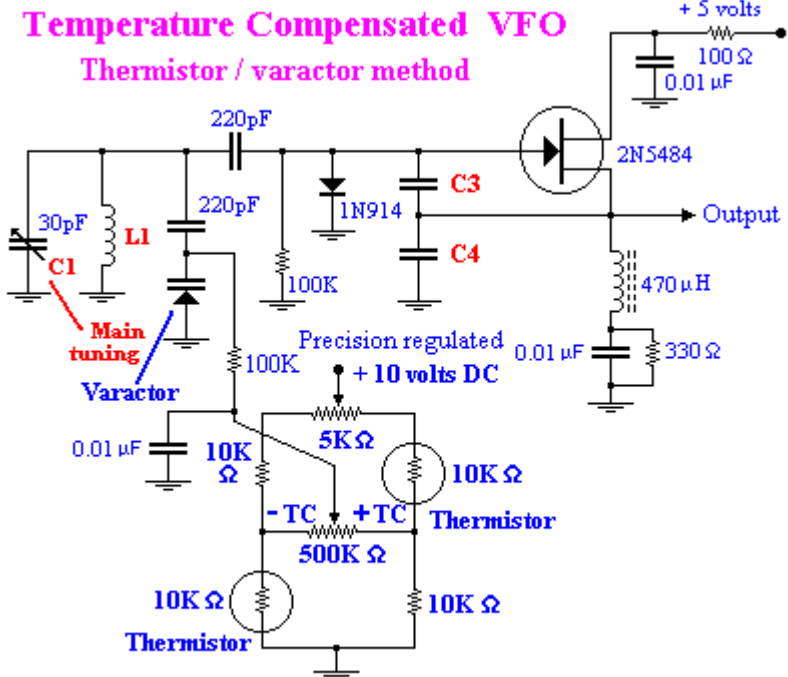 Temperature Compensated VFO
Thermistor / varactor method
+ 5 volts
100 Ω
0.01 µF
220pF
2N5484
C3
220pF
1N914
Output
30pF
L1
C4
C1
100K
470 µH
Main
tuning
Precision regulated
0.01 µF
330 Ω
100K
+ 10 volts DC
Varactor
5K Ω
0.01 µF
10K
Ω
10K Ω
- TC
+ TC
Thermistor
500K Ω
10K Ω
10K Ω
Thermistor